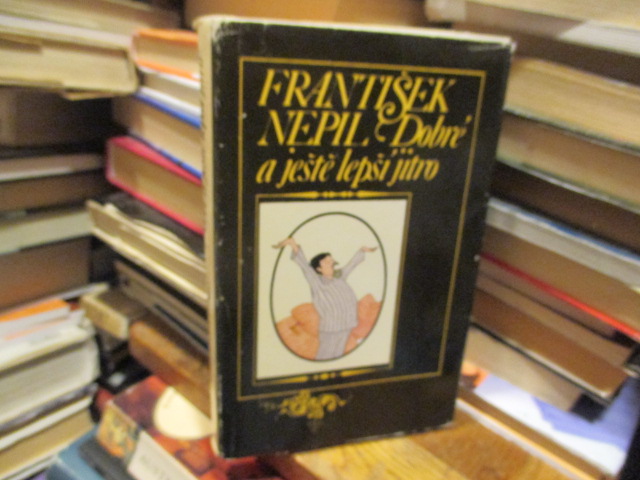 FRANTIŠEK
NEPIL Dobré
a ještě lepší jitro